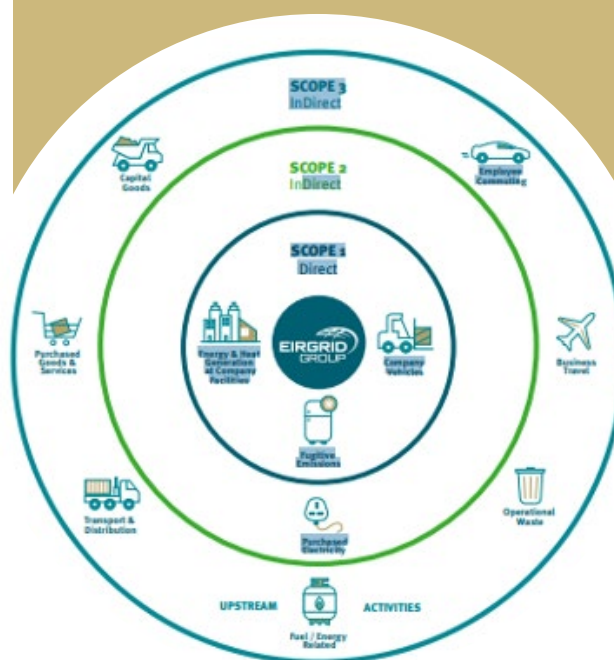 SCOPE 3
InDirect
Capital
Goods
Employee
Commuting
SCOPE 2
InDirect
SCOPE 1
Direct
Purchased
Goods &
Services
Energy & Heat
Generation
at Company
Facilities
EIRGRID
GROUP
Company
Vehicles
Business
Travel
Fugitive
Emissions
Transport &
Distribution
Purchased
Electricity
Operational
Waste
UPSTREAM
ACTIVITIES
Fuel / Energy
Related